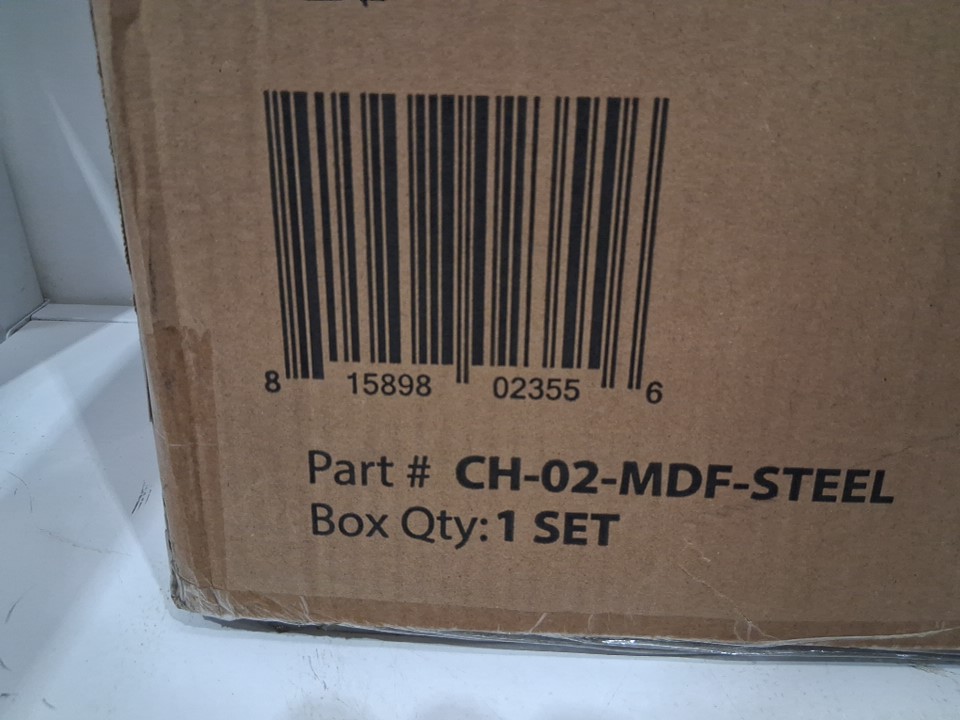 8 15898 02355 6
Part # CH-02-MDF-STEEL
Box Qty: 1 SET